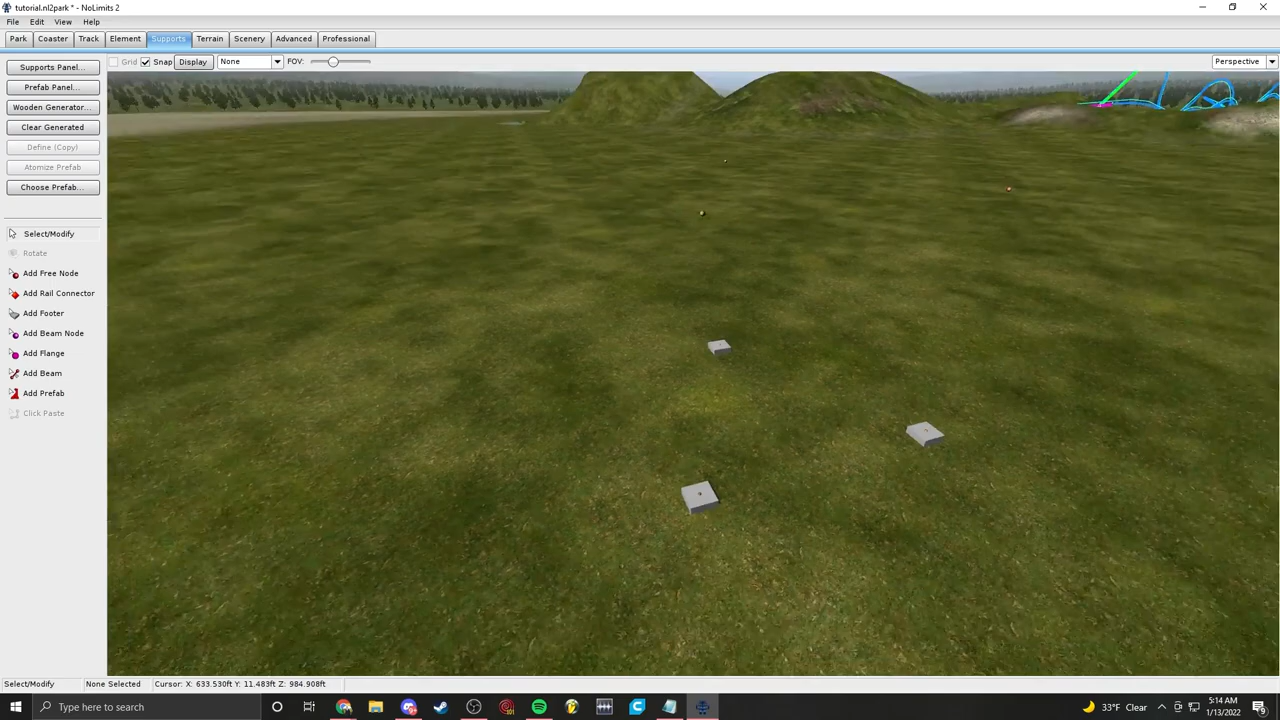 tutorial.nl2park * - NoLimits 2
File Edit View Help
Park Coaster Track Element Supports Terrain Scenery Advanced Professional
Supports Panel... Grid Snap Display None FOV: Perspective
Prefab Panel...
Wooden Generator...
Clear Generated
Define (Copy)
Atomize Prefab
Choose Prefab...
Select/Modify
Rotate
Add Free Node
Add Rail Connector
Add Footer
Add Beam Node
Add Flange
Add Beam
Add Prefab
Click Paste
Select/Modify None Selected Cursor: X: 633.530ft Y: 11.483ft Z: 984.908ft
Type here to search 33°F Clear 5:14 AM
1/13/2022